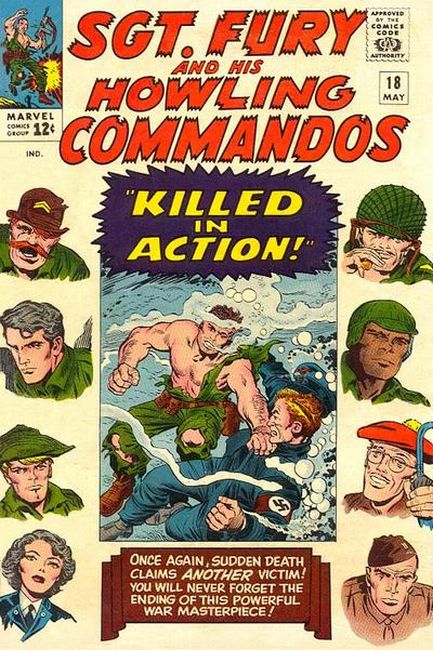 SGT. FURY
AND HIS
HOWLING
COMMANDOS
APPROVED
BY THE
COMICS
CODE
AUTHORITY
MARVEL
COMICS
GROUP 12¢
IND.
18
MAY
"KILLED
IN
ACTION!"
ONCE AGAIN, SUDDEN DEATH
CLAIMS ANOTHER VICTIM!
YOU WILL NEVER FORGET THE
ENDING OF THIS POWERFUL
WAR MASTERPIECE!